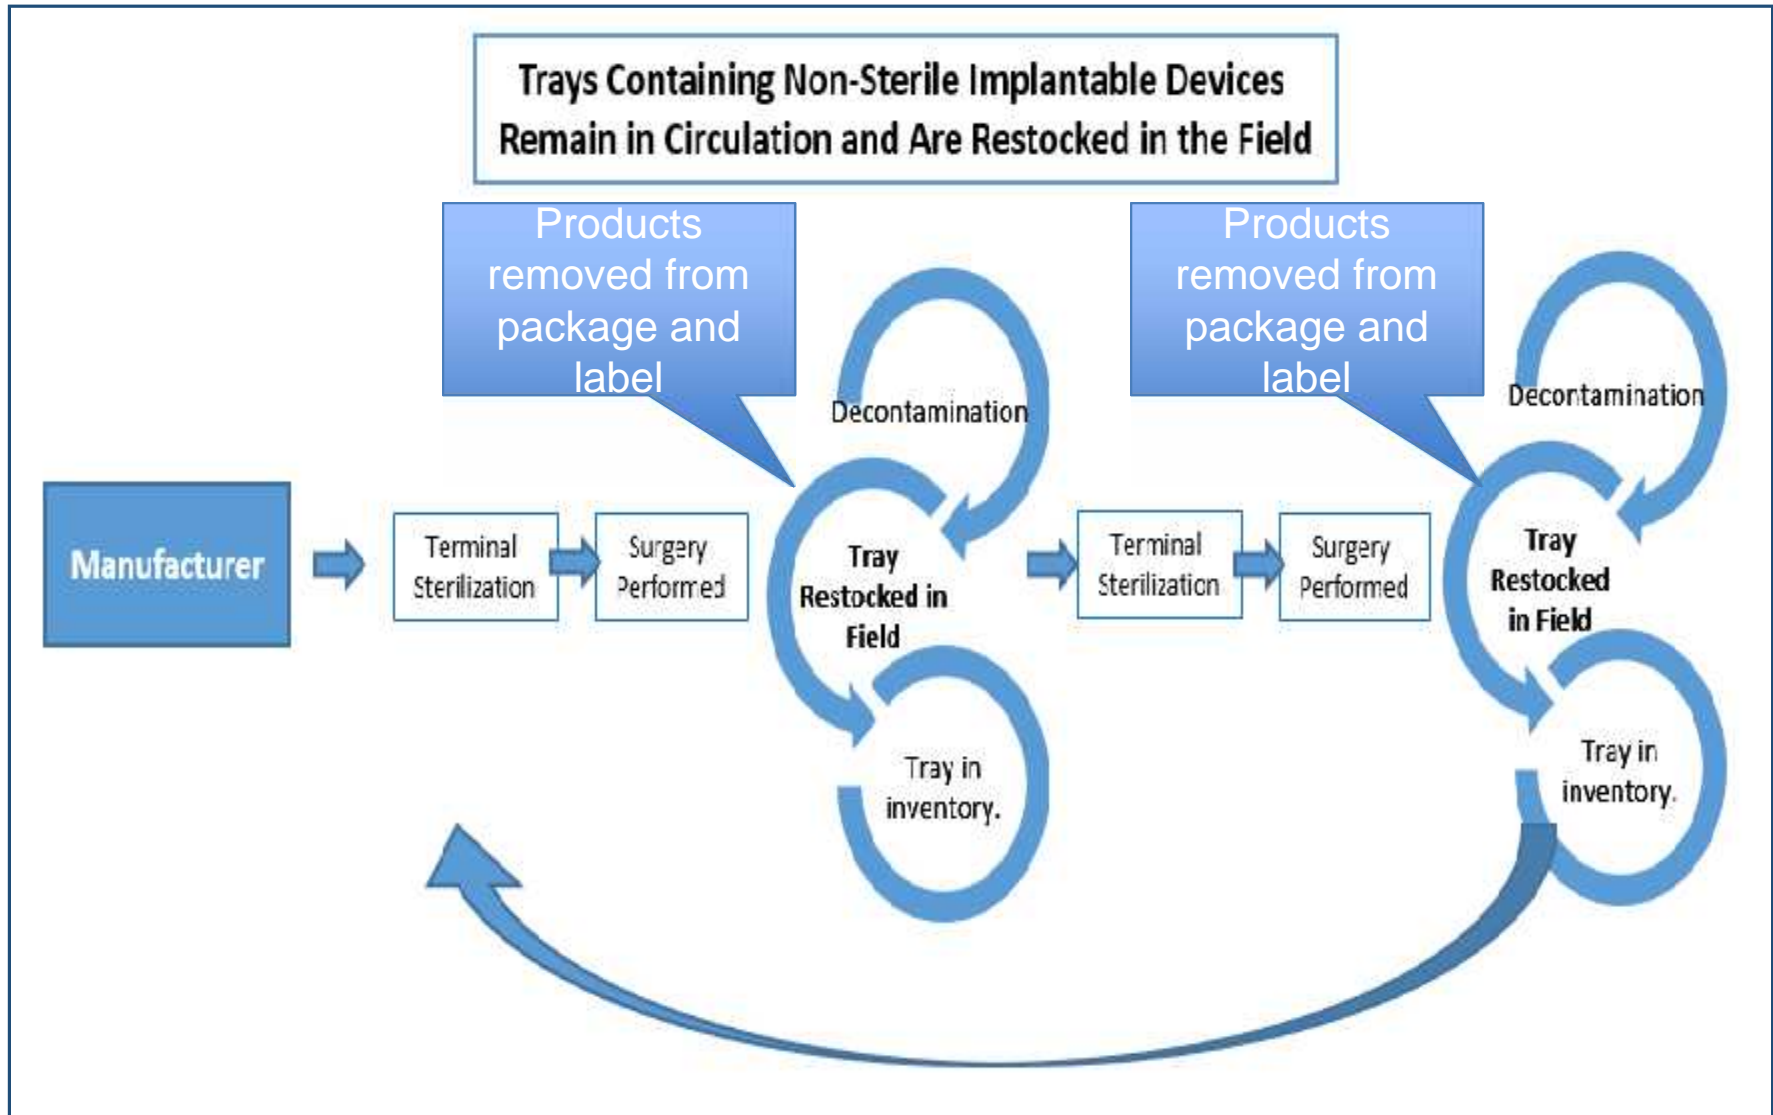 Trays Containing Non-Sterile Implantable Devices
Remain in Circulation and Are Restocked in the Field
Products
removed from
package and
label
Products
removed from
package and
label
Manufacturer
Terminal
Sterilization
Surgery
Performed
Decontamination
Tray
Restocked in
Field
Tray in
inventory.
Terminal
Sterilization
Surgery
Performed
Decontamination
Tray
Restocked
in Field
Tray in
inventory.